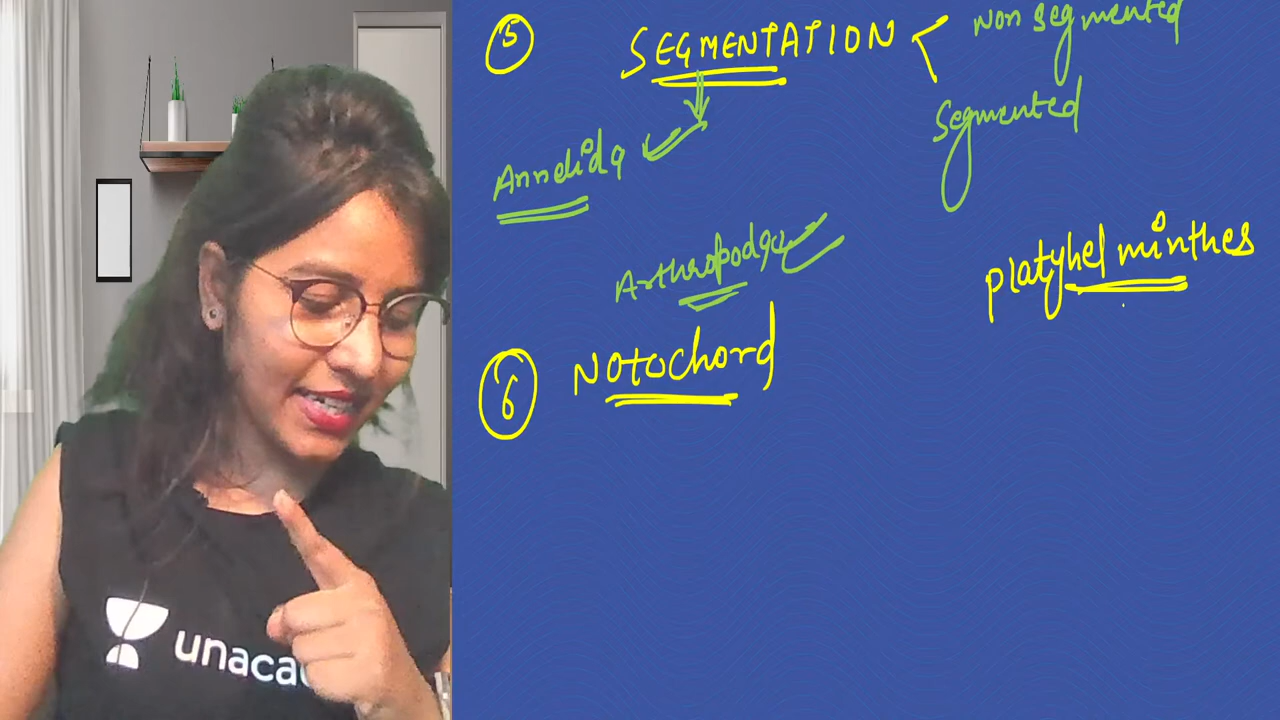 5 SEGMENTATION
Non segmented
Segmented
Annelida
Arthropoda
platyhelminthes
6 Notochord
unaca